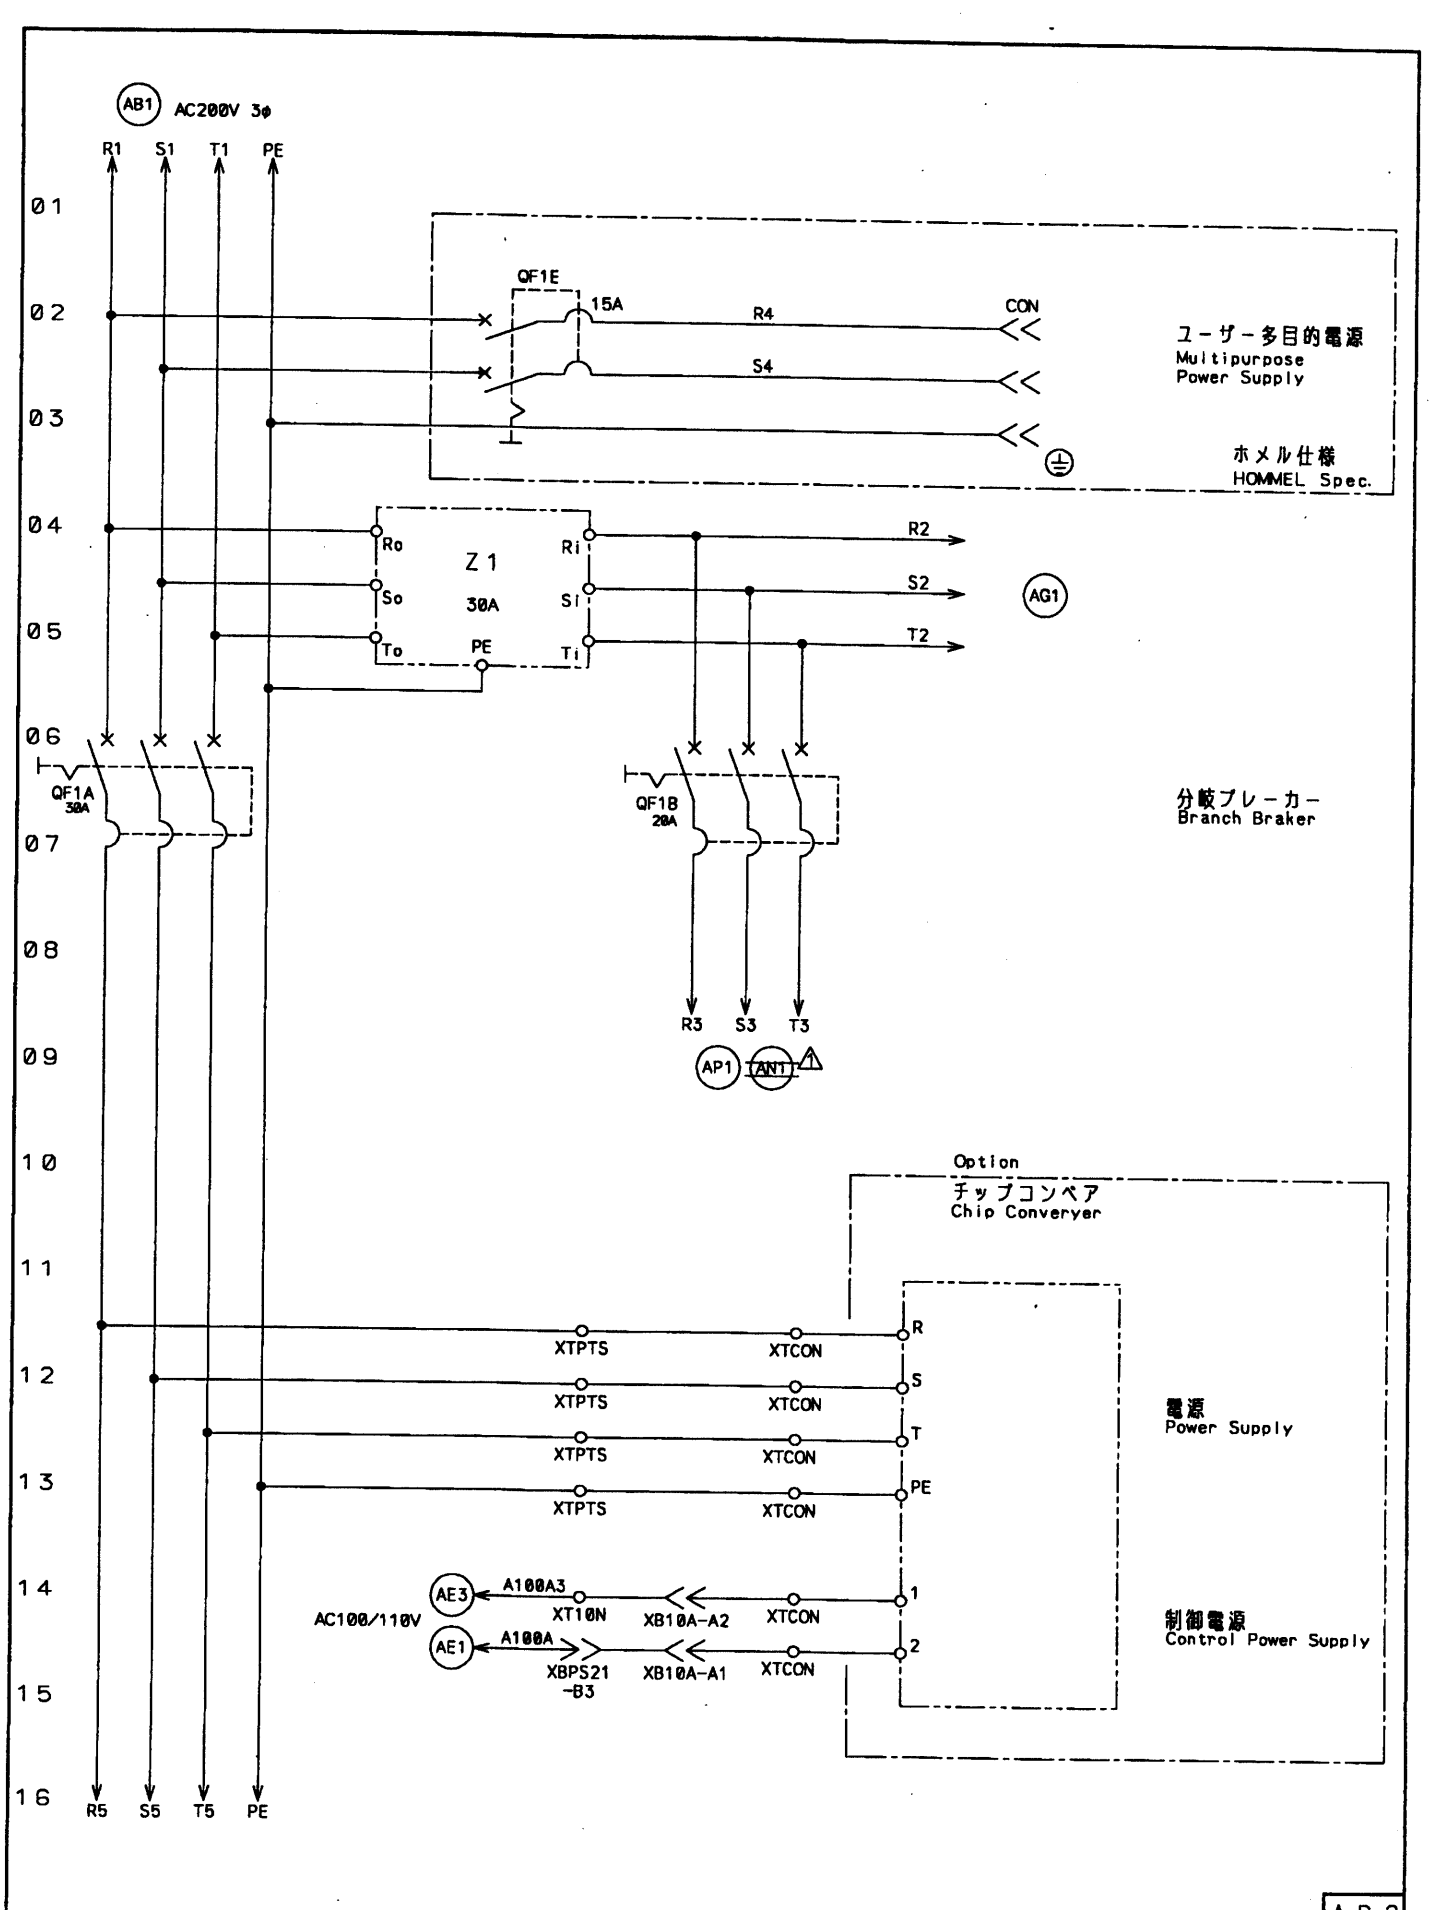 AB1 AC200V 3φ
R1 S1 T1 PE
01
QF1E
02
15A
R4
CON
ユーザー多目的電源
Multipurpose
Power Supply
S4
03
ホメル仕様
HOMMEL Spec.
04
Ro
Z1
Ri
R2
So
30A
Si
S2
AG1
05
To
PE
Ti
T2
06
QF1A
30A
QF1B
20A
分岐ブレーカー
Branch Braker
07
08
R3 S3 T3
09
AP1 AN1 1
10
Option
チップコンベア
Chip Converyer
11
XTPTS XTCON R
12
XTPTS XTCON S
電源
Power Supply
XTPTS XTCON T
13
XTPTS XTCON PE
14
AE3 A100A3 XT10N XB10A-A2 XTCON 1
AC100/110V
制御電源
Control Power Supply
AE1 A100A XBPS21 XB10A-A1 XTCON 2
-B3
15
16
R5 S5 T5 PE